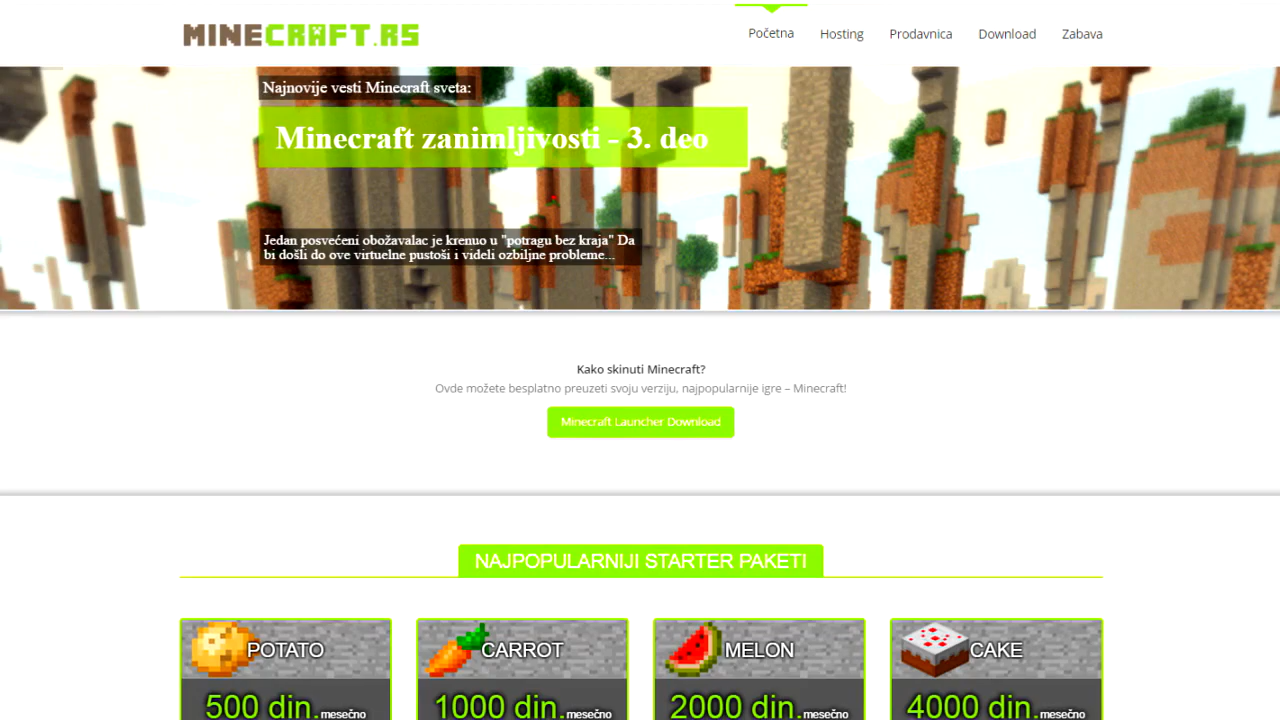 MINECRAFT.RS
Početna
Hosting
Prodavnica
Download
Zabava
Najnovije vesti Minecraft sveta:
Minecraft zanimljivosti - 3. deo
Jedan posvećeni obožavalac je krenuo u "potragu bez kraja" Da
bi došli do ove virtuelne pustoši i videli ozbiljne probleme...
Kako skinuti Minecraft?
Ovde možete besplatno preuzeti svoju verziju, najpopularnije igre – Minecraft!
Minecraft Launcher Download
NAJPOPULARNIJI STARTER PAKETI
POTATO
500 din. mesečno
CARROT
1000 din. mesečno
MELON
2000 din. mesečno
CAKE
4000 din. mesečno